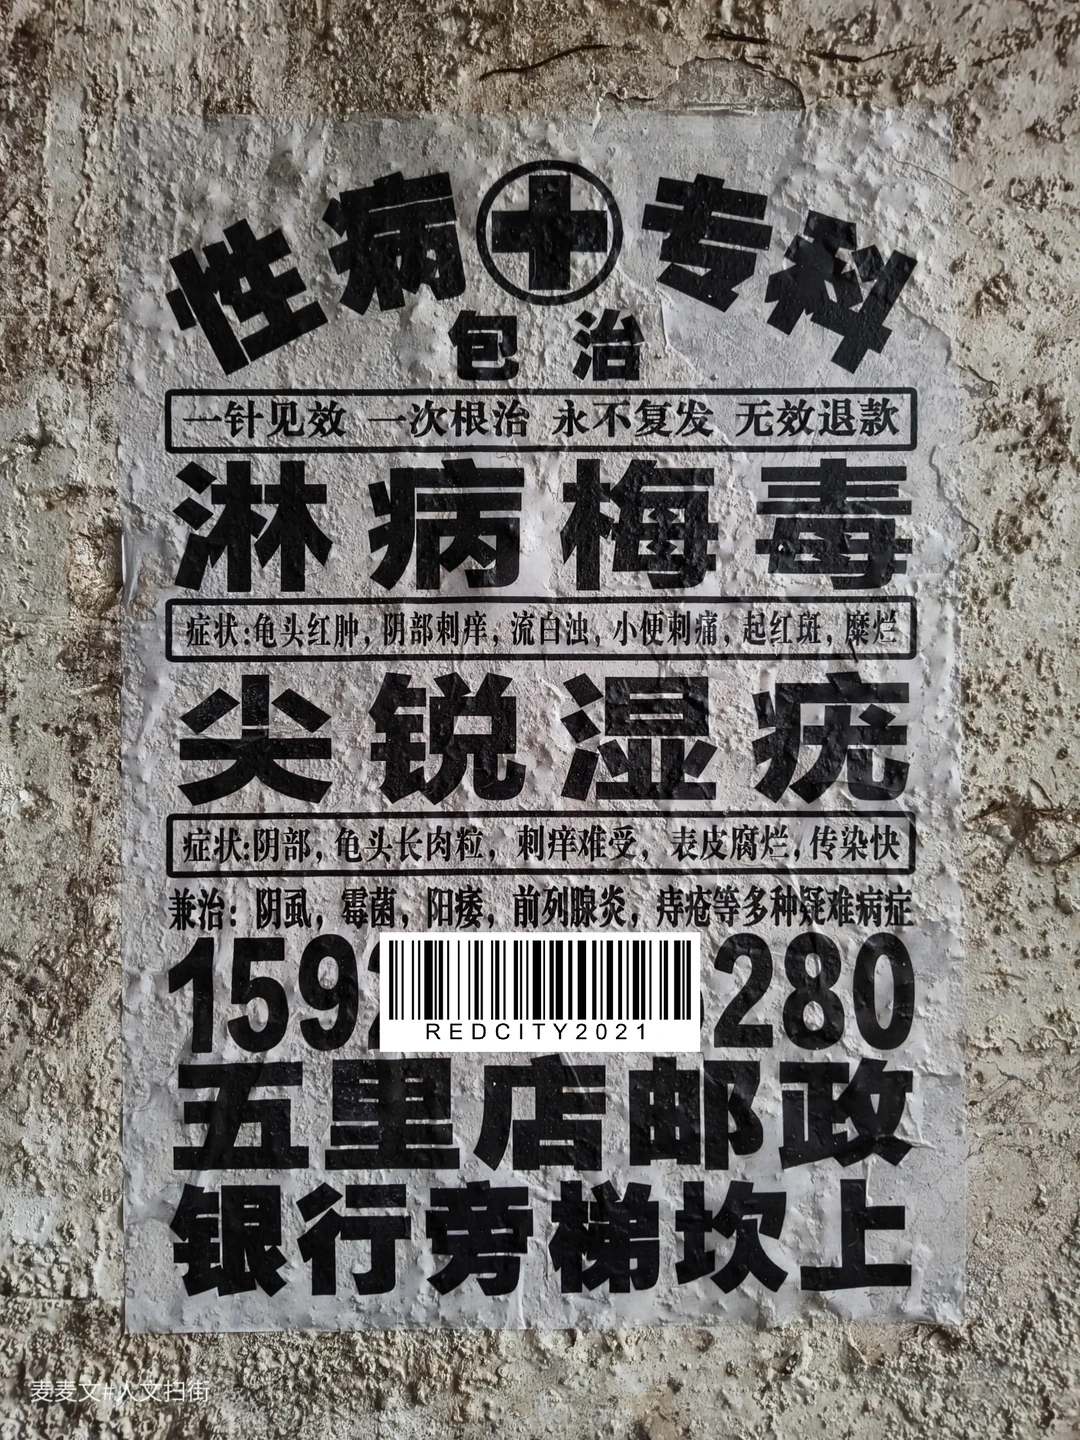 性病专科
包治
一针见效 一次根治 永不复发 无效退款
淋病梅毒
症状:龟头红肿,阴部刺痒,流白浊,小便刺痛,起红斑,糜烂
尖锐湿疣
症状:阴部,龟头长肉粒,刺痒难受,表皮腐烂,传染快
兼治:阴虱,霉菌,阳痿,前列腺炎,痔疮等多种疑难病症
159 280
REDCITY2021
五里店邮政
银行旁梯坎上
麦麦文#人文扫街